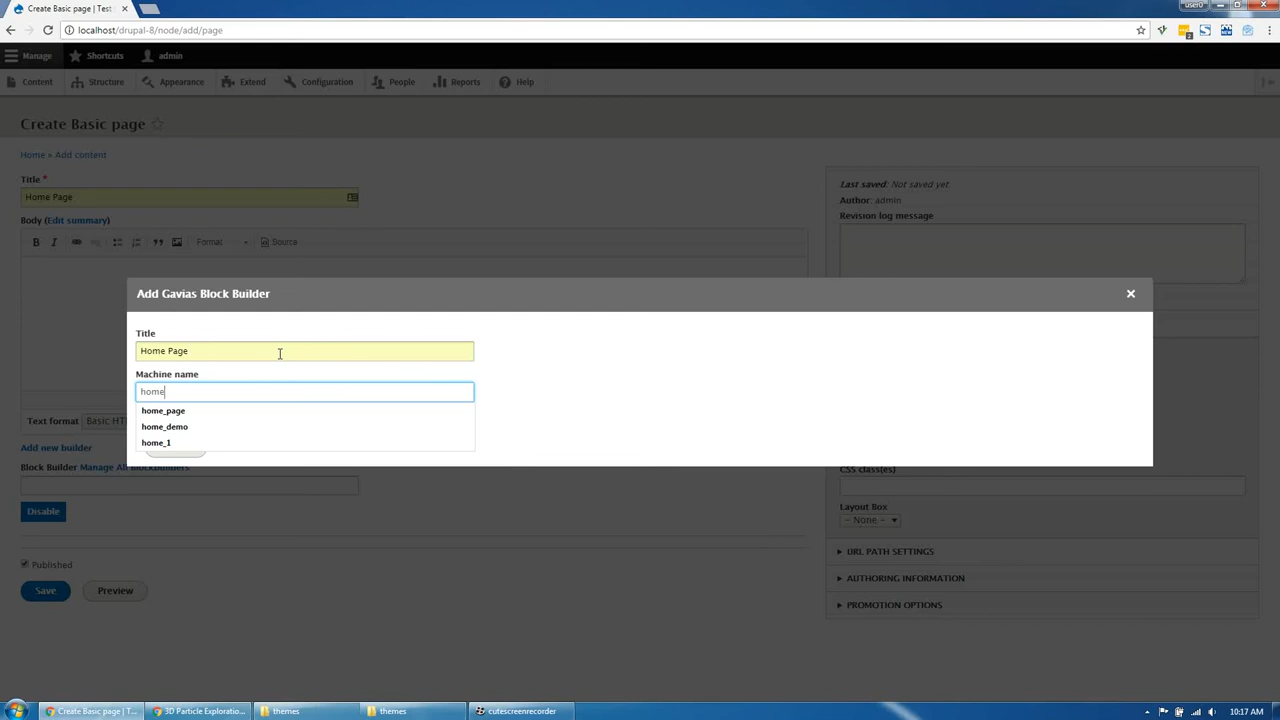 Create Basic page | Test
user0
localhost/drupal-8/node/add/page
2
Manage
Shortcuts
admin
Content
Structure
Appearance
Extend
Configuration
People
Reports
Help
Create Basic page
Home » Add content
Title *
Home Page
Body (Edit summary)
B I Format Source
Text format
Add new builder
Block Builder Manage All Blockbuilders
Disable
Published
Save
Preview
Last saved: Not saved yet
Author: admin
Revision log message
Add Gavias Block Builder
Title
Home Page
Machine name
home
home_page
home_demo
home_1
CSS class(es)
Layout Box
-- None --
URL PATH SETTINGS
AUTHORING INFORMATION
PROMOTION OPTIONS
Create Basic page | T...
3D Particle Exploratio...
themes
themes
cutescreenrecorder
10:17 AM